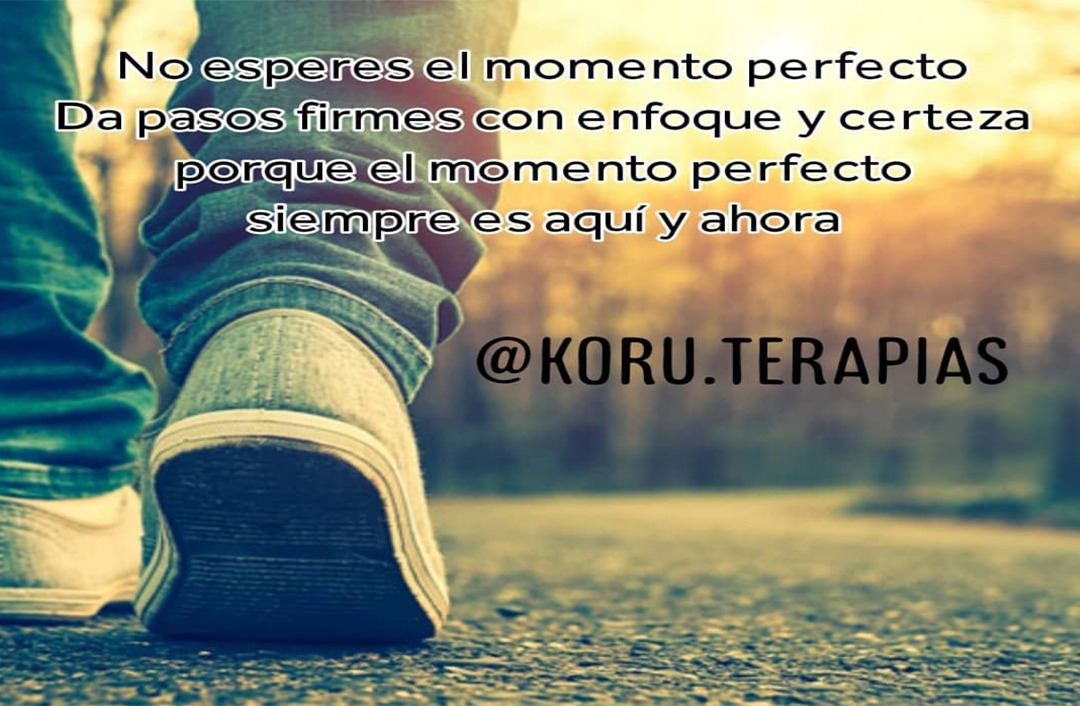 No esperes el momento perfecto
Da pasos firmes con enfoque y certeza
porque el momento perfecto
siempre es aquí y ahora
@KORU.TERAPIAS